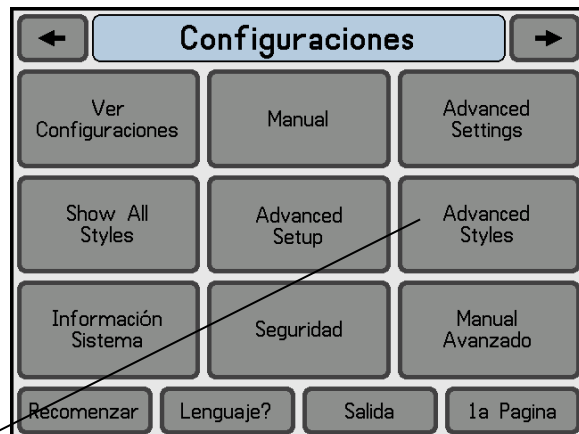 Configuraciones
Ver
Configuraciones
Manual
Advanced
Settings
Show All
Styles
Advanced
Setup
Advanced
Styles
Información
Sistema
Seguridad
Manual
Avanzado
Recomenzar
Lenguaje?
Salida
1a Pagina